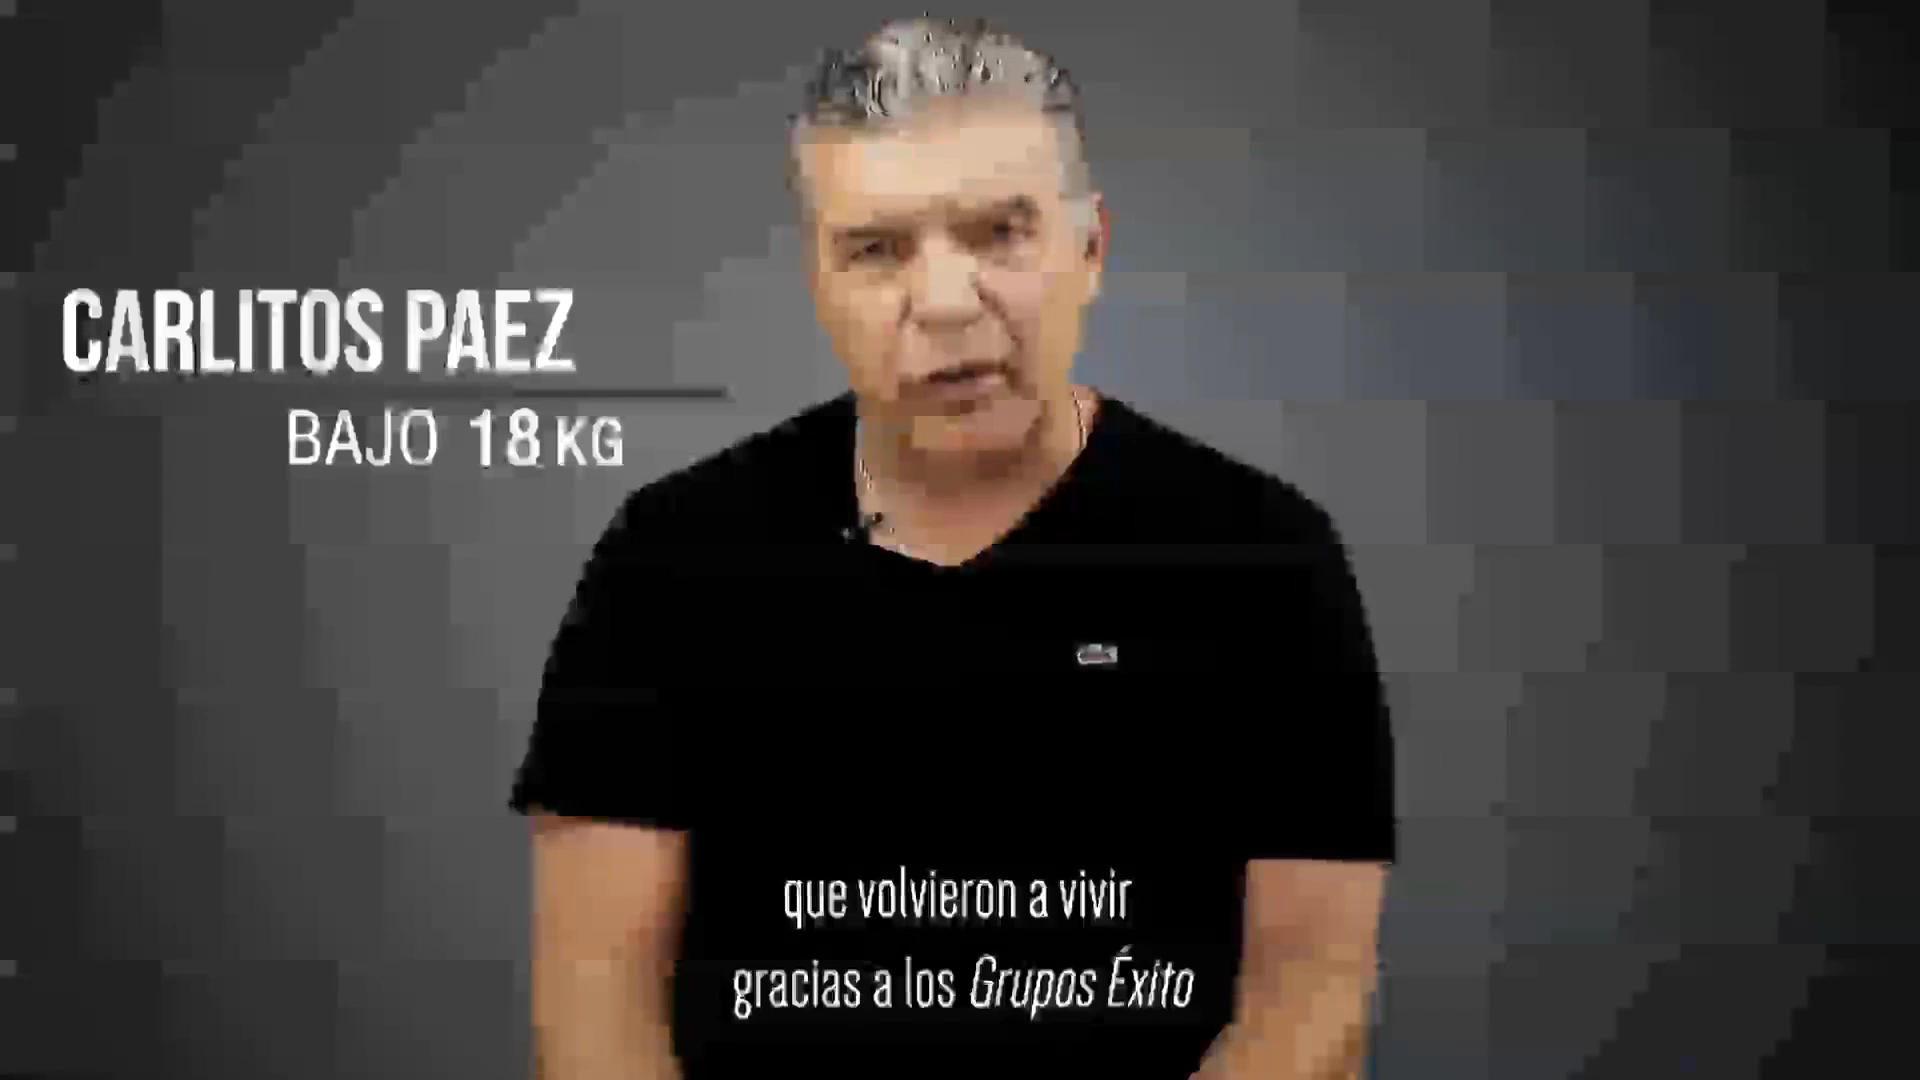 CARLITOS PAEZ
BAJO 18 KG
que volvieron a vivir
gracias a los Grupos Éxito